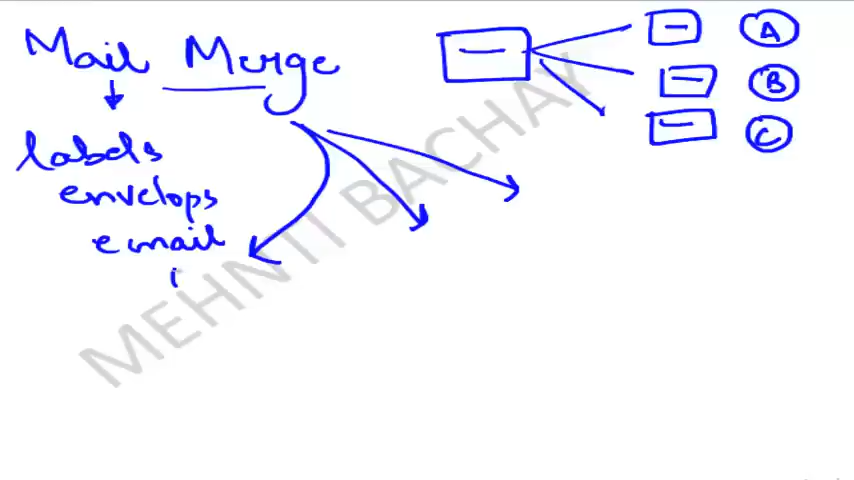 Mail Merge
labels
envelops
email
A
B
C
MEHNTI BACHAY